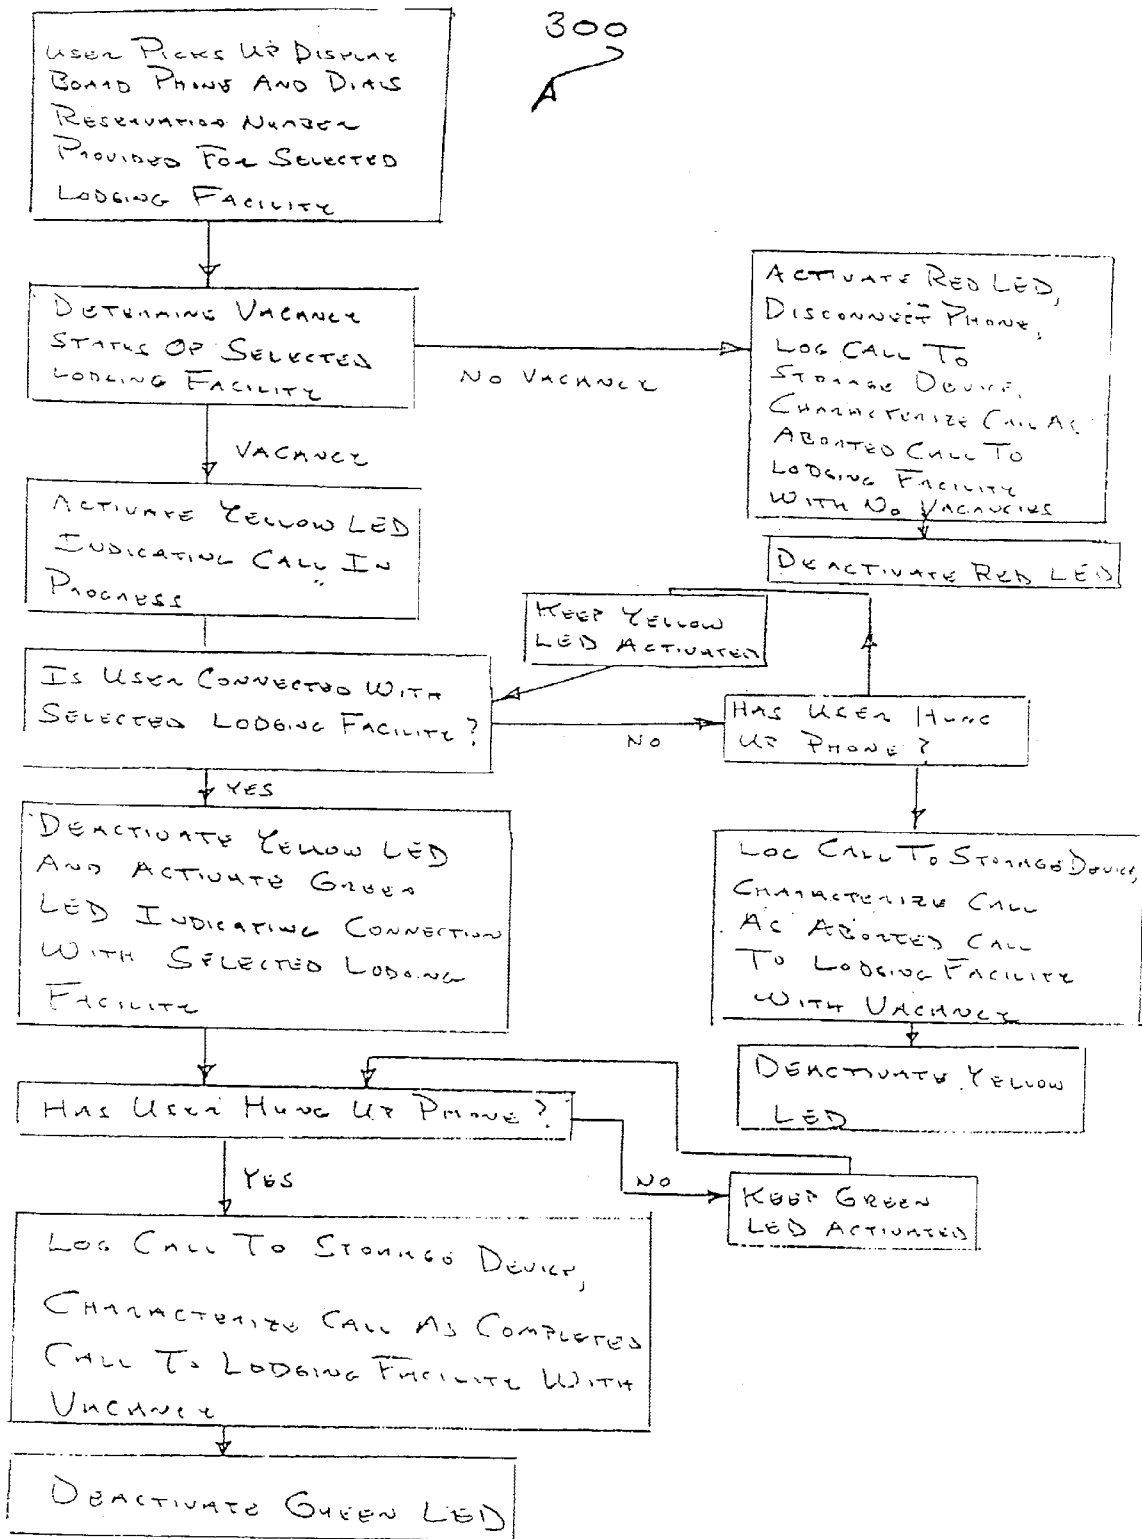 300
USER PICKS UP DISPLAY
BOARD PHONE AND DIALS
RESERVATION NUMBER
PROVIDED FOR SELECTED
LODGING FACILITY
DETERMINE VACANCY
STATUS OF SELECTED
LODGING FACILITY
NO VACANCY
ACTIVATE RED LED,
DISCONNECT PHONE,
LOG CALL TO
STORAGE DEVICE,
CHARACTERIZE CALL AS
ABORTED CALL TO
LODGING FACILITY
WITH NO VACANCIES
DEACTIVATE RED LED
VACANCY
ACTIVATE YELLOW LED
INDICATING CALL IN
PROGRESS
KEEP YELLOW
LED ACTIVATED
IS USER CONNECTED WITH
SELECTED LODGING FACILITY?
NO
HAS USER HUNG
UP PHONE?
YES
DEACTIVATE YELLOW LED
AND ACTIVATE GREEN
LED INDICATING CONNECTION
WITH SELECTED LODGING
FACILITY
LOG CALL TO STORAGE DEVICE,
CHARACTERIZE CALL
AS ABORTED CALL
TO LODGING FACILITY
WITH VACANCY
DEACTIVATE YELLOW
LED
HAS USER HUNG UP PHONE?
YES
NO
KEEP GREEN
LED ACTIVATED
LOG CALL TO STORAGE DEVICE,
CHARACTERIZE CALL AS COMPLETED
CALL TO LODGING FACILITY WITH
VACANCY
DEACTIVATE GREEN LED